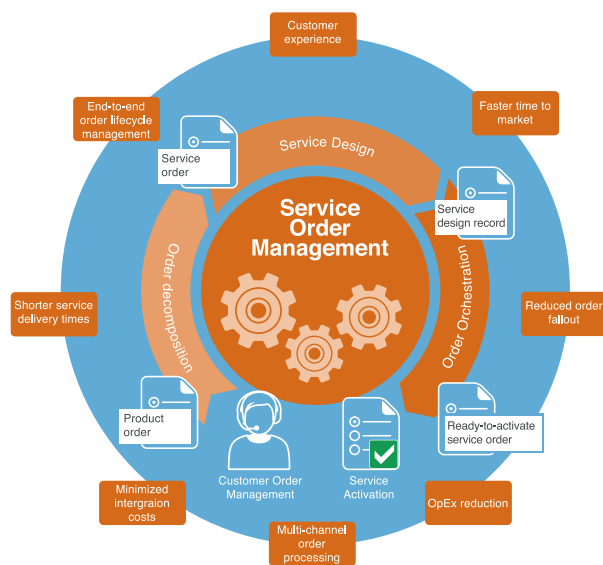 Customer
experience
End-to-end
order lifecycle
management
Faster time to
market
Service Design
Service
order
Service
design record
Service
Order
Management
Order decomposition
Order Orchestration
Shorter service
delivery times
Reduced order
fallout
Product
order
Ready-to-activate
service order
Customer Order
Management
Service
Activation
Minimized
intergraion
costs
OpEx reduction
Multi-channel
order
processing